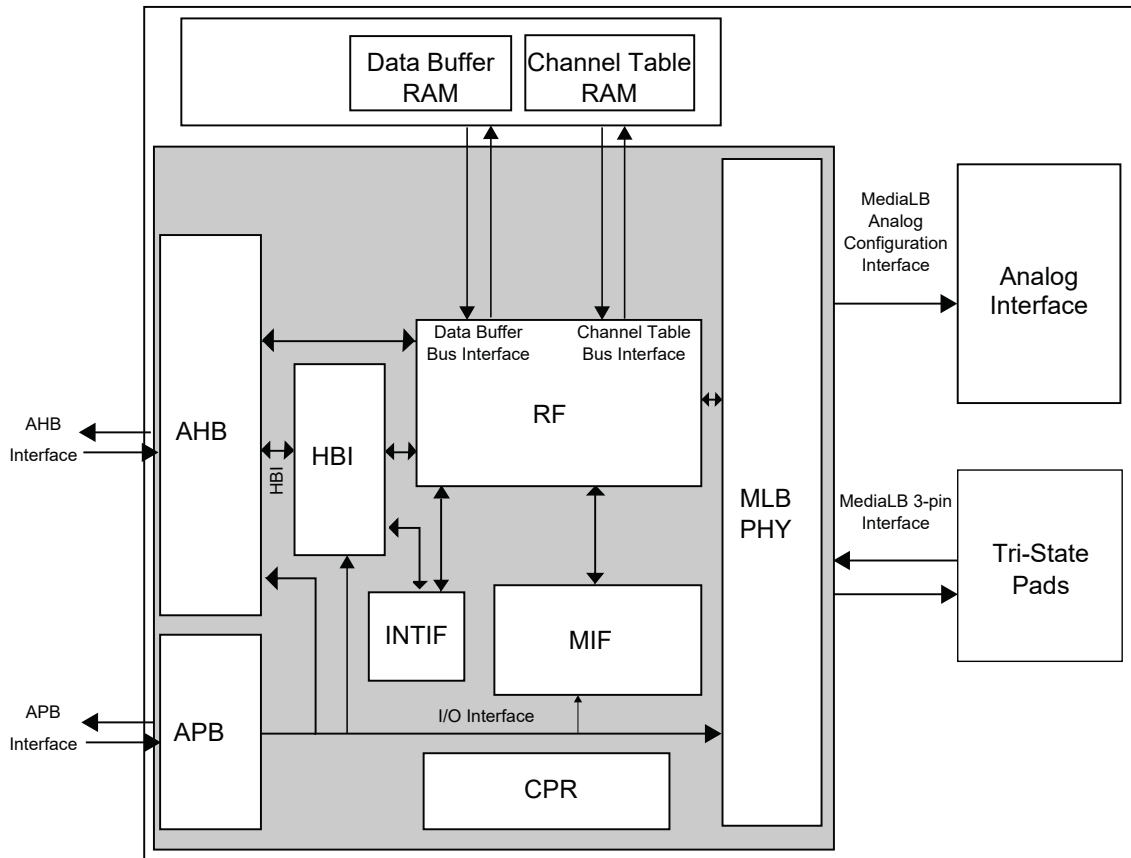 Data Buffer
RAM
Channel Table
RAM
MediaLB
Analog
Configuration
Interface
Analog
Interface
Data Buffer
Bus Interface
Channel Table
Bus Interface
RF
AHB
Interface
AHB
HBI
HBI
MLB
PHY
MediaLB 3-pin
Interface
Tri-State
Pads
INTIF
MIF
APB
Interface
APB
I/O Interface
CPR